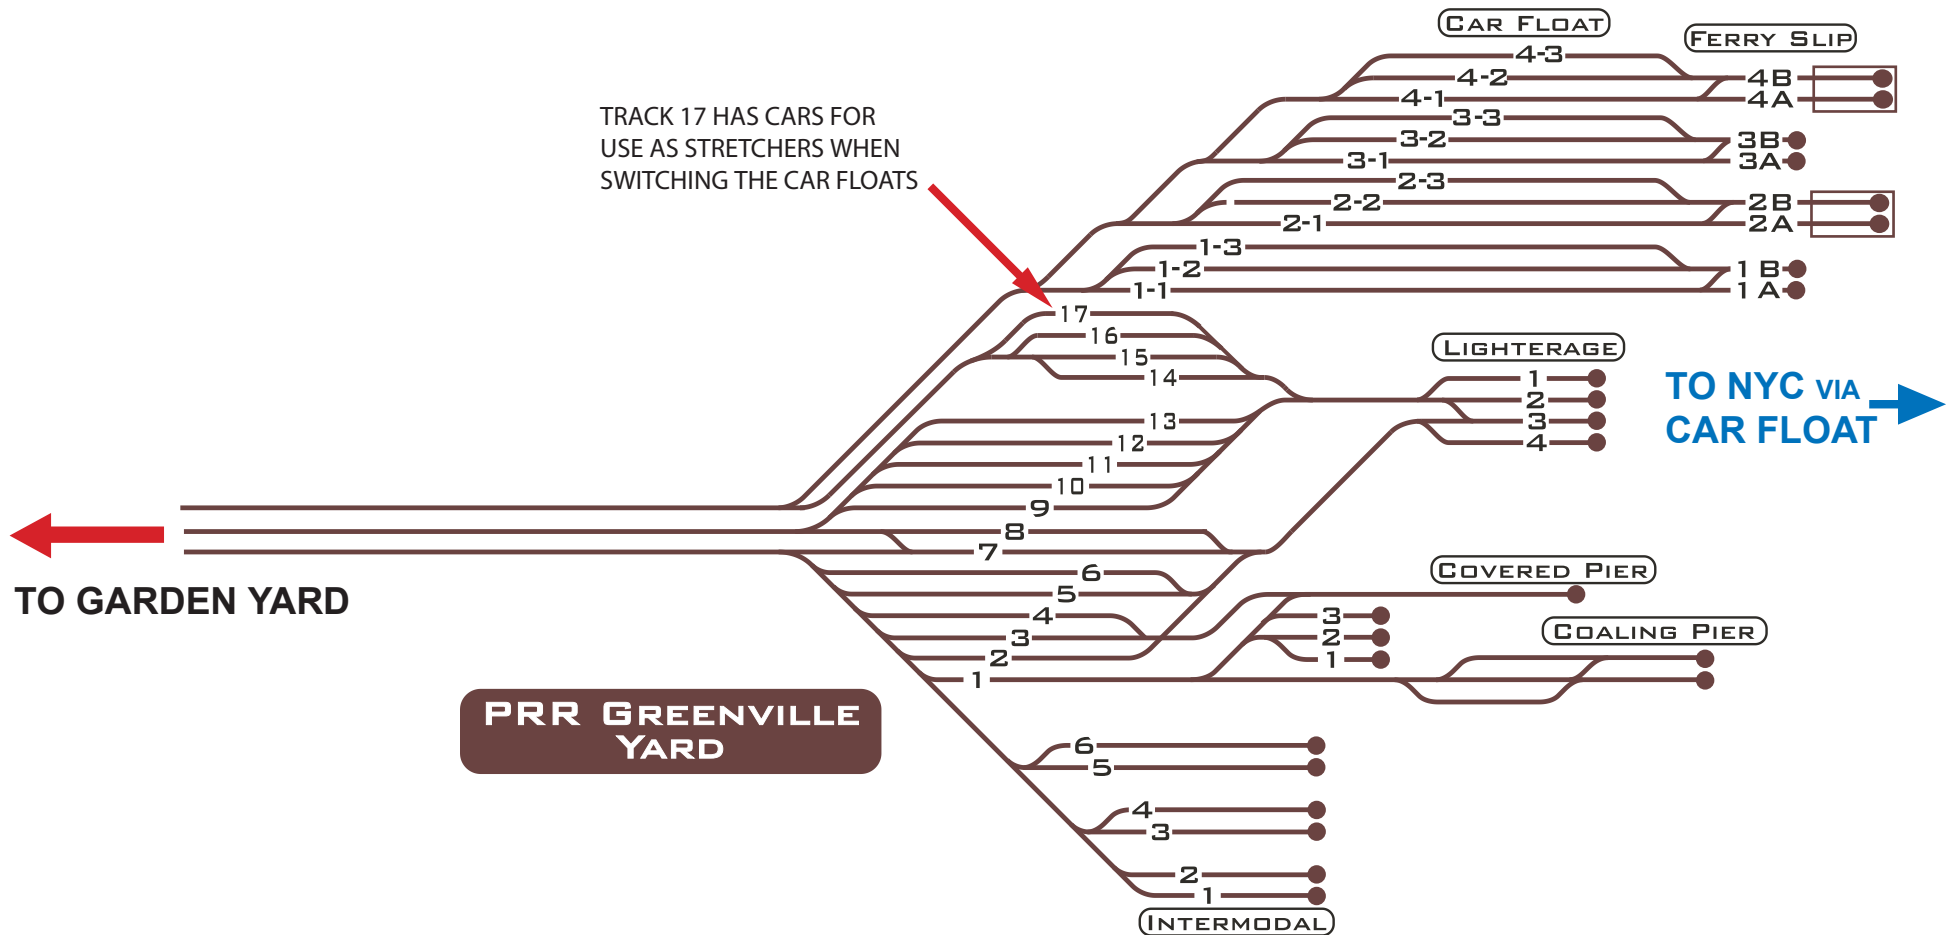 CAR FLOAT
FERRY SLIP
4-3
4-2
4B
4-1
4A
TRACK 17 HAS CARS FOR
USE AS STRETCHERS WHEN
SWITCHING THE CAR FLOATS
3-3
3-2
3B
3-1
3A
2-3
2-2
2B
2-1
2A
1-3
1-2
1B
1-1
1A
17
16
15
14
LIGHTERAGE
1
2
3
4
TO NYC VIA
CAR FLOAT
13
12
11
10
9
8
7
6
5
4
3
2
1
TO GARDEN YARD
COVERED PIER
3
2
1
COALING PIER
PRR GREENVILLE
YARD
6
5
4
3
2
1
INTERMODAL